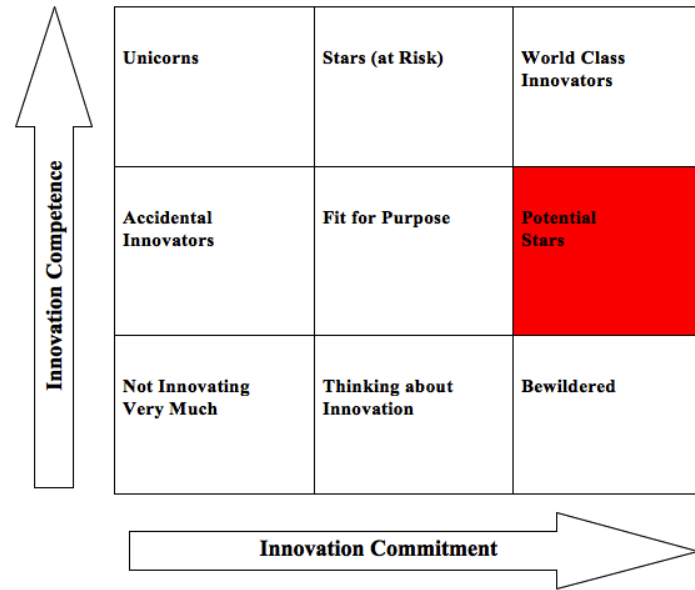 Unicorns
Stars (at Risk)
World Class
Innovators
Accidental
Innovators
Fit for Purpose
Potential
Stars
Not Innovating
Very Much
Thinking about
Innovation
Bewildered
Innovation Competence
Innovation Commitment